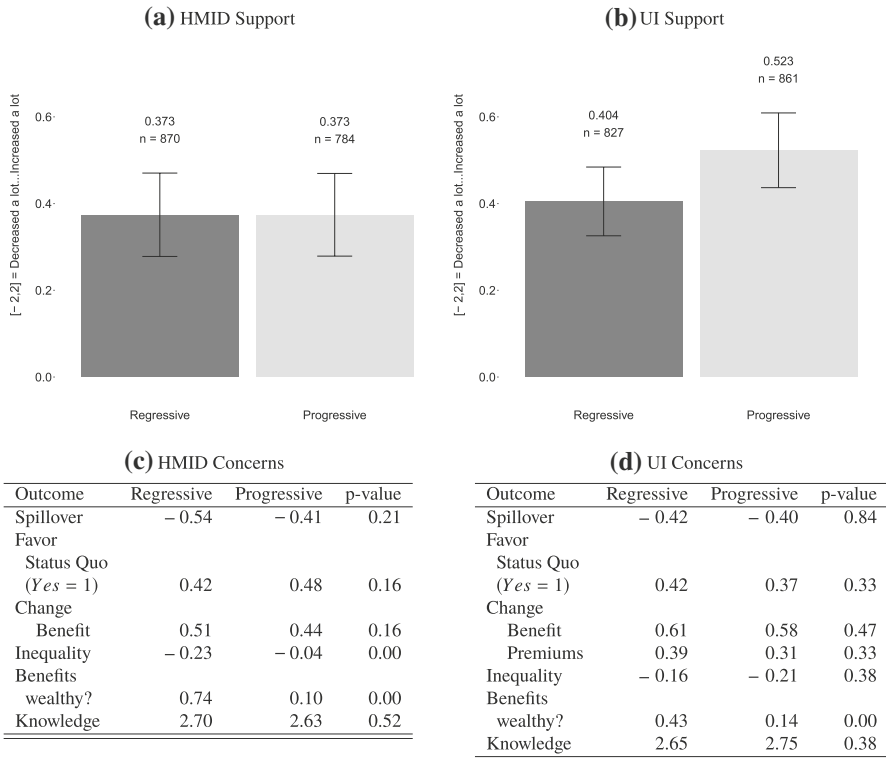 (a) HMID Support
[− 2,2] = Decreased a lot...Increased a lot
0.6
0.4
0.2
0.0
0.373
n = 870
0.373
n = 784
Regressive
Progressive
(b) UI Support
[− 2,2] = Decreased a lot...Increased a lot
0.6
0.4
0.2
0.0
0.404
n = 827
0.523
n = 861
Regressive
Progressive
(c) HMID Concerns
Outcome Regressive Progressive p-value
Spillover − 0.54 − 0.41 0.21
Favor
Status Quo
(Yes = 1) 0.42 0.48 0.16
Change
Benefit 0.51 0.44 0.16
Inequality − 0.23 − 0.04 0.00
Benefits
wealthy? 0.74 0.10 0.00
Knowledge 2.70 2.63 0.52
(d) UI Concerns
Outcome Regressive Progressive p-value
Spillover − 0.42 − 0.40 0.84
Favor
Status Quo
(Yes = 1) 0.42 0.37 0.33
Change
Benefit 0.61 0.58 0.47
Premiums 0.39 0.31 0.33
Inequality − 0.16 − 0.21 0.38
Benefits
wealthy? 0.43 0.14 0.00
Knowledge 2.65 2.75 0.38